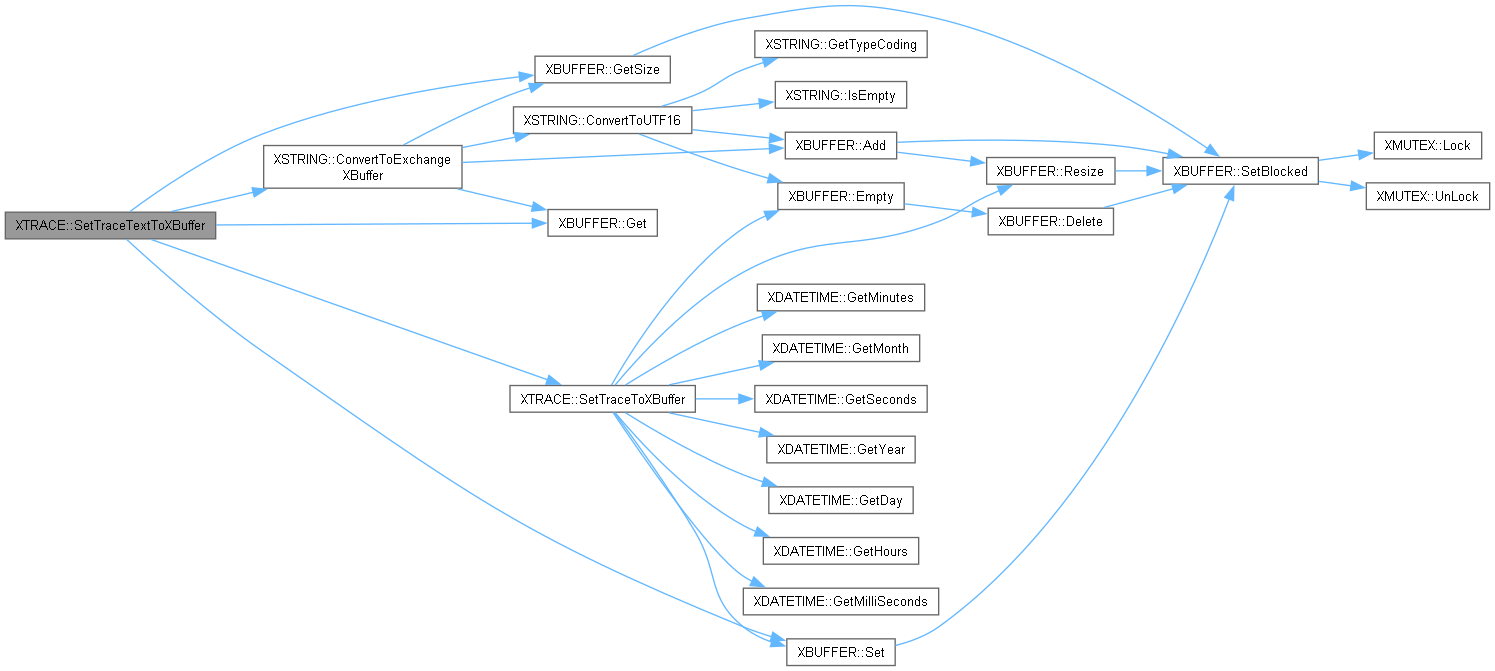 XSTRING::GetTypeCoding
XBUFFER::GetSize
XSTRING::IsEmpty
XSTRING::ConvertToUTF16
XBUFFER::Add
XMUTEX::Lock
XSTRING::ConvertToExchange
XBuffer
XBUFFER::Resize
XBUFFER::SetBlocked
XBUFFER::Empty
XMUTEX::UnLock
XTRACE::SetTraceTextToXBuffer
XBUFFER::Get
XBUFFER::Delete
XDATETIME::GetMinutes
XDATETIME::GetMonth
XTRACE::SetTraceToXBuffer
XDATETIME::GetSeconds
XDATETIME::GetYear
XDATETIME::GetDay
XDATETIME::GetHours
XDATETIME::GetMilliSeconds
XBUFFER::Set